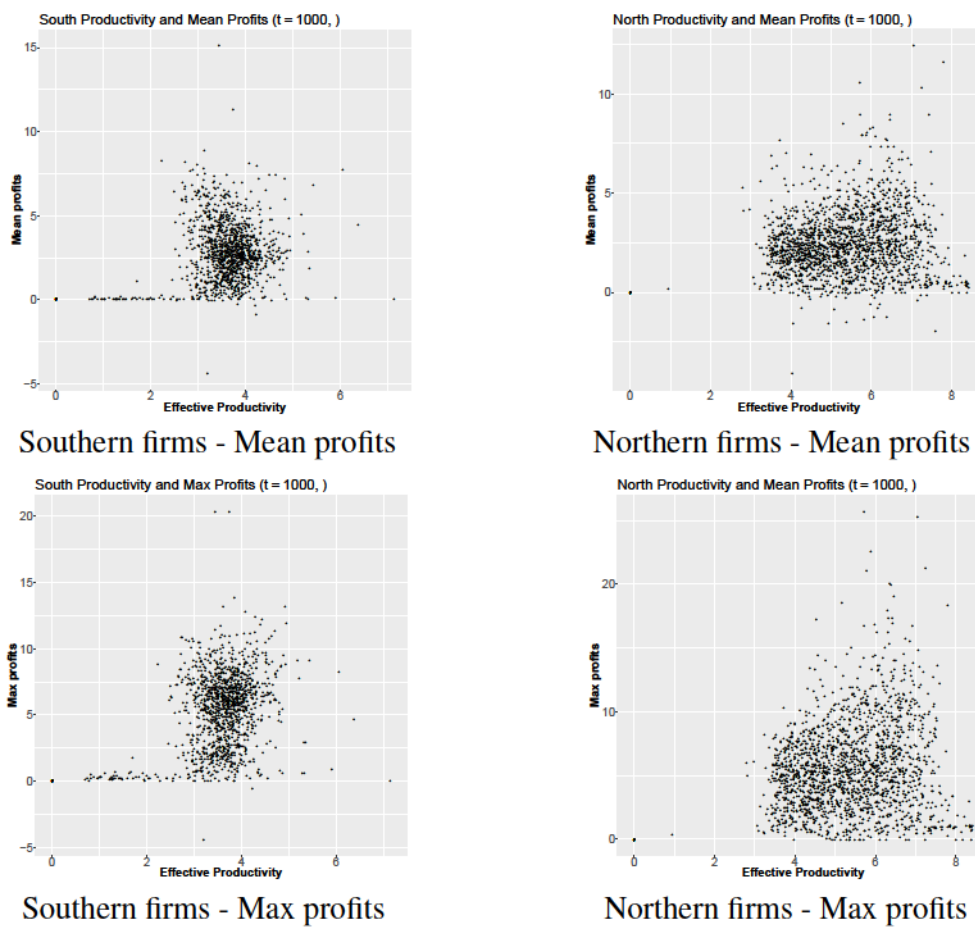 South Productivity and Mean Profits (t = 1000, )
15
10
5
0
−5
Mean profits
0 2 4 6
Effective Productivity
Southern firms - Mean profits
North Productivity and Mean Profits (t = 1000, )
10
5
0
Mean profits
0 2 4 6 8
Effective Productivity
Northern firms - Mean profits
South Productivity and Max Profits (t = 1000, )
20
15
10
5
0
−5
Max profits
0 2 4 6
Effective Productivity
Southern firms - Max profits
North Productivity and Mean Profits (t = 1000, )
20
10
0
Max profits
0 2 4 6 8
Effective Productivity
Northern firms - Max profits